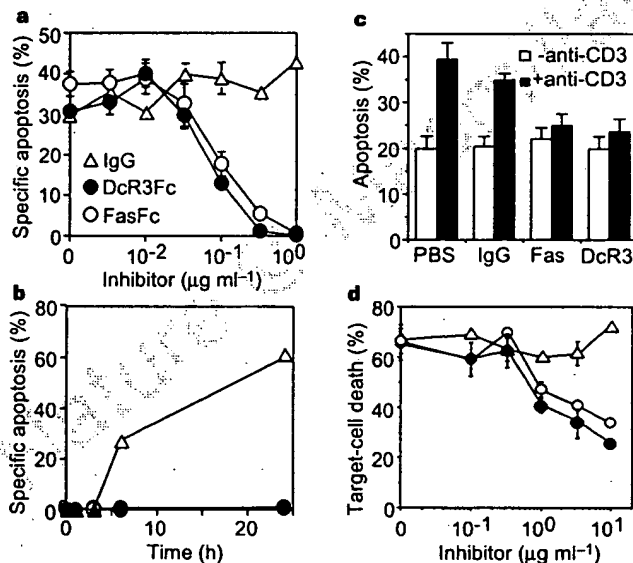 a
50
40
30
20
10
0
Specific apoptosis (%)
IgG
DcR3Fc
FasFc
0
10-2
10-1
100
Inhibitor (µg ml–1)
c
40
30
20
10
0
Apoptosis (%)
-anti-CD3
+anti-CD3
PBS
IgG
Fas
DcR3
b
80
60
40
20
0
Specific apoptosis (%)
0
10
20
Time (h)
d
80
60
40
20
0
Target-cell death (%)
0
10-1
100
101
Inhibitor (µg ml–1)